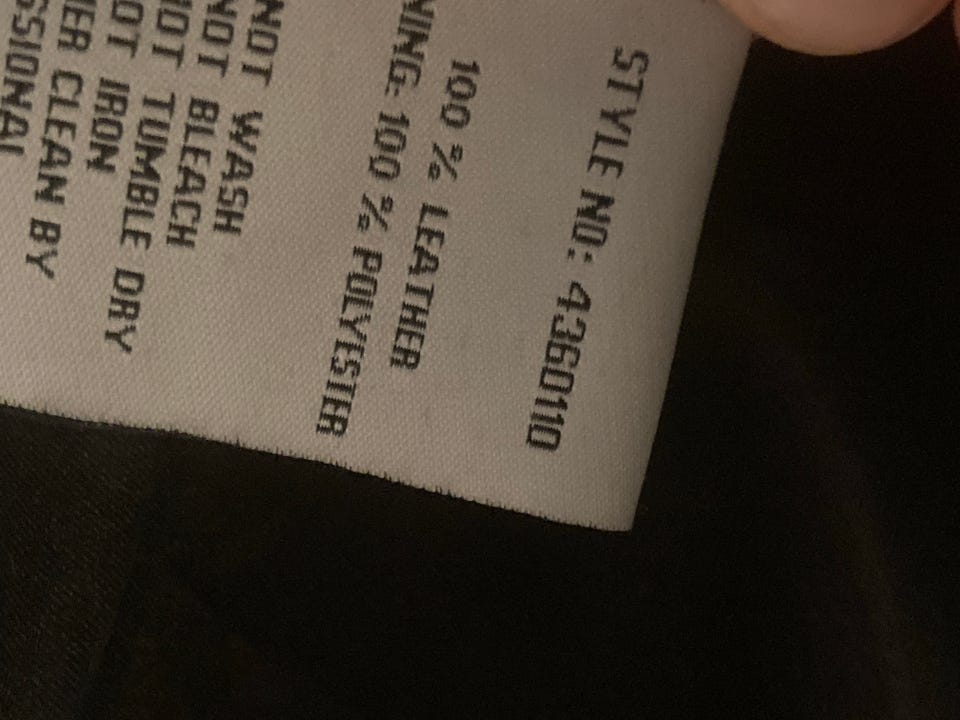 STYLE NO: 4360110
100 % LEATHER
NING: 100 % POLYESTER
NOT WASH
NOT BLEACH
NOT TUMBLE DRY
NOT IRON
HER CLEAN BY
SSIONAL